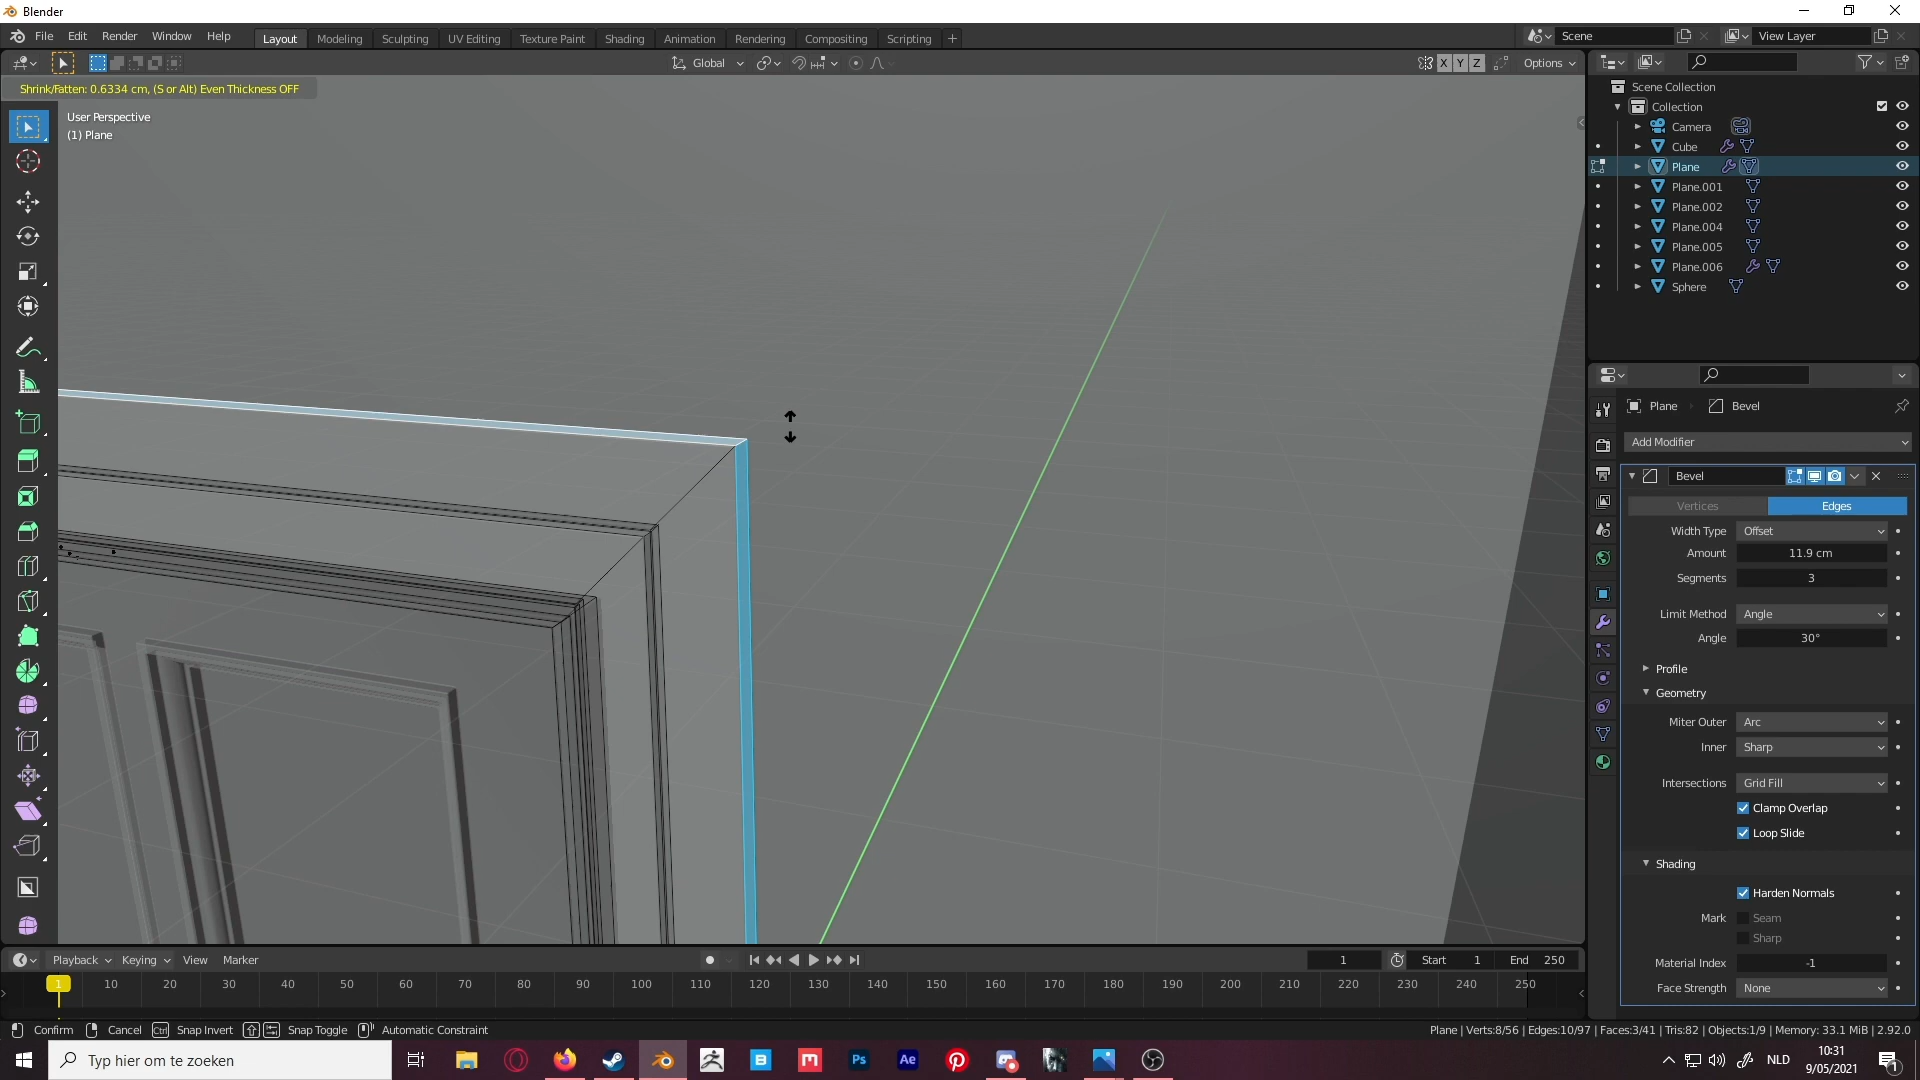 Blender
File Edit Render Window Help
Layout Modeling Sculpting UV Editing Texture Paint Shading Animation Rendering Compositing Scripting +
Scene
View Layer
Global
X Y Z
Options
Shrink/Fatten: 0.6334 cm, (S or Alt) Even Thickness OFF
User Perspective
(1) Plane
Scene Collection
Collection
Camera
Cube
Plane
Plane.001
Plane.002
Plane.004
Plane.005
Plane.006
Sphere
Plane Bevel
Add Modifier
Bevel
Vertices Edges
Width Type Offset
Amount 11.9 cm
Segments 3
Limit Method Angle
Angle 30°
Profile
Geometry
Miter Outer Arc
Inner Sharp
Intersections Grid Fill
Clamp Overlap
Loop Slide
Shading
Harden Normals
Mark Seam
Sharp
Material Index -1
Face Strength None
Playback Keying View Marker
1 Start 1 End 250
1 10 20 30 40 50 60 70 80 90 100 110 120 130 140 150 160 170 180 190 200 210 220 230 240 250
Confirm Cancel Ctrl Snap Invert Snap Toggle Automatic Constraint
Plane | Verts:8/56 | Edges:10/97 | Faces:3/41 | Tris:82 | Objects:1/9 | Memory: 33.1 MiB | 2.92.0
Typ hier om te zoeken
B
Ps
Ae
NLD
10:31
9/05/2021
1